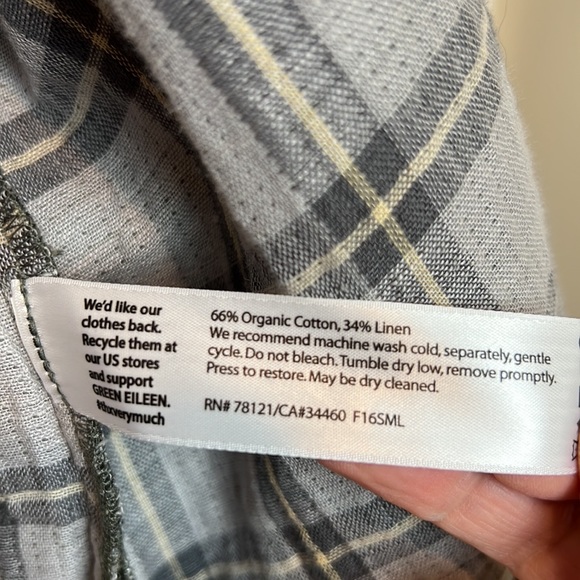 We'd like our
clothes back.
Recycle them at
our US stores
and support
GREEN EILEEN.
#thxverymuch
66% Organic Cotton, 34% Linen
We recommend machine wash cold, separately, gentle
cycle. Do not bleach. Tumble dry low, remove promptly.
Press to restore. May be dry cleaned.
RN# 78121/CA#34460 F16SML